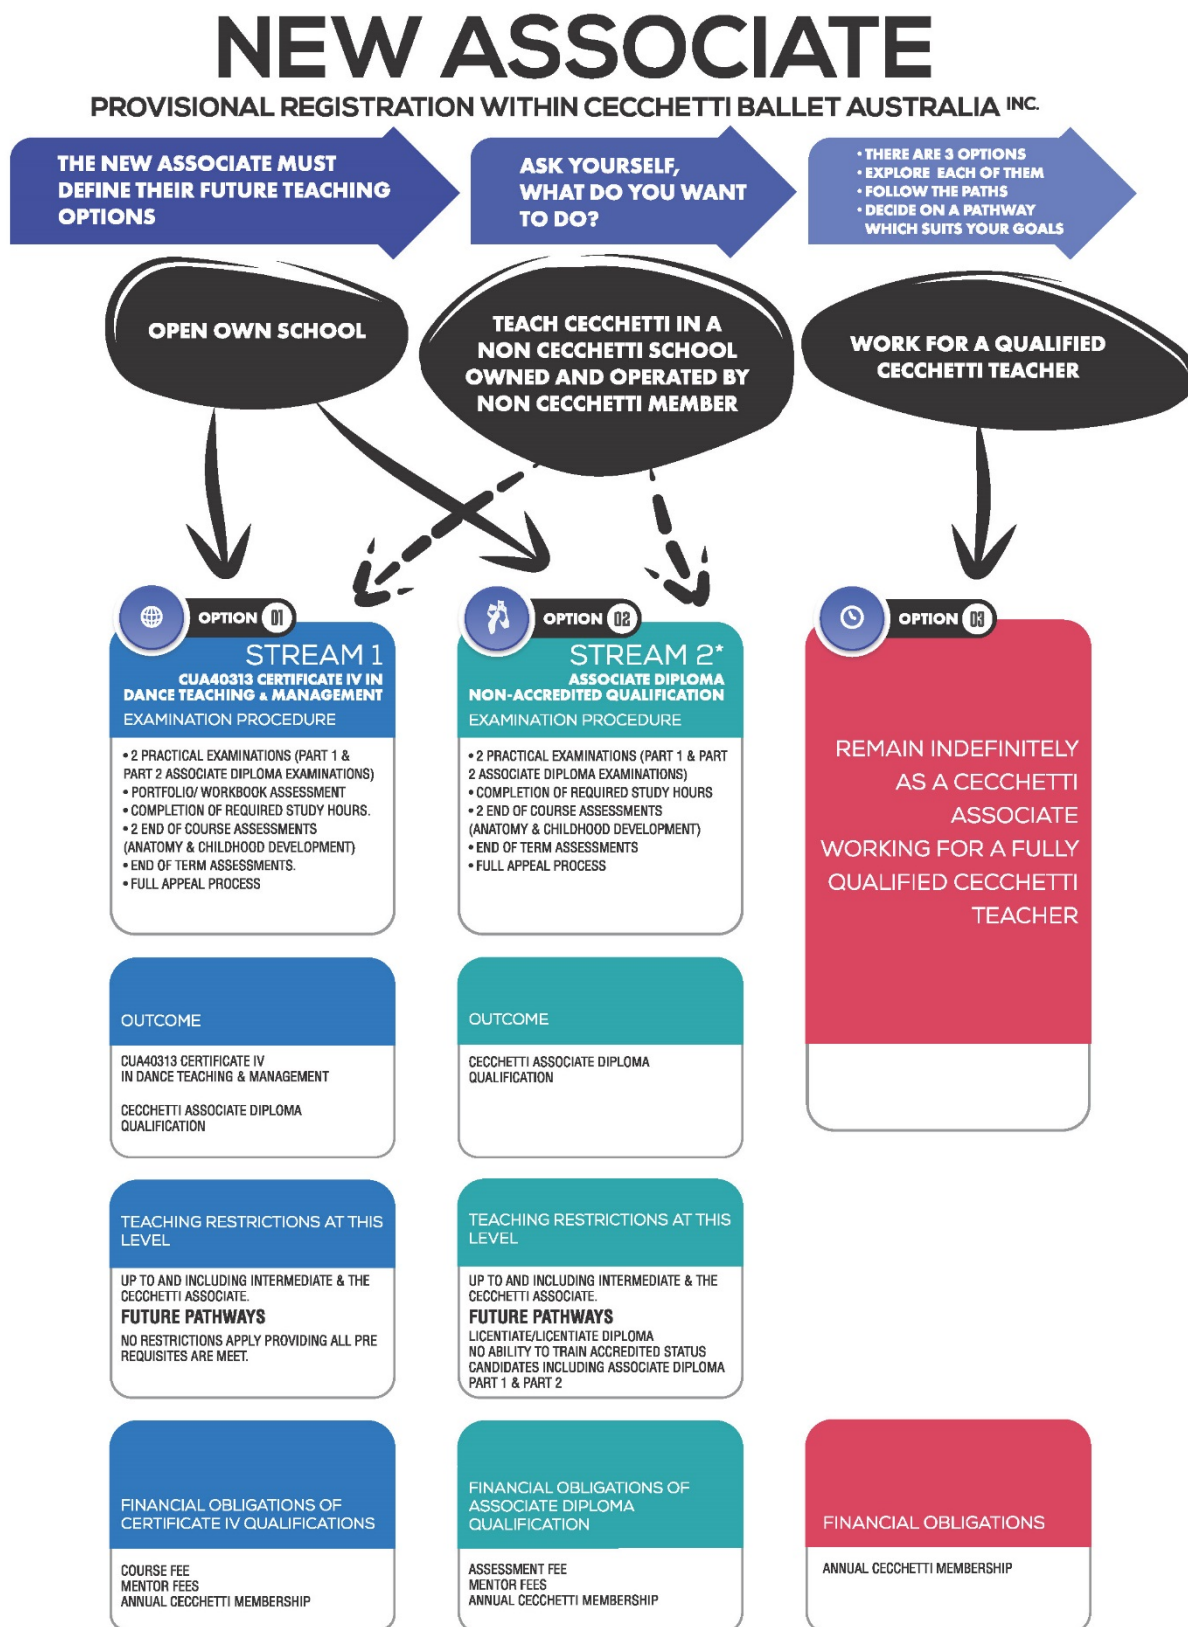 NEW ASSOCIATE
PROVISIONAL REGISTRATION WITHIN CECCHETTI BALLET AUSTRALIA INC.
THE NEW ASSOCIATE MUST
DEFINE THEIR FUTURE TEACHING
OPTIONS
ASK YOURSELF,
WHAT DO YOU WANT
TO DO?
• THERE ARE 3 OPTIONS
• EXPLORE EACH OF THEM
• FOLLOW THE PATHS
• DECIDE ON A PATHWAY
WHICH SUITS YOUR GOALS
OPEN OWN SCHOOL
TEACH CECCHETTI IN A
NON CECCHETTI SCHOOL
OWNED AND OPERATED BY
NON CECCHETTI MEMBER
WORK FOR A QUALIFIED
CECCHETTI TEACHER
OPTION 01
STREAM 1
CUA40313 CERTIFICATE IV IN
DANCE TEACHING & MANAGEMENT
EXAMINATION PROCEDURE
• 2 PRACTICAL EXAMINATIONS (PART 1 &
PART 2 ASSOCIATE DIPLOMA EXAMINATIONS)
• PORTFOLIO/ WORKBOOK ASSESSMENT
• COMPLETION OF REQUIRED STUDY HOURS.
• 2 END OF COURSE ASSESSMENTS
(ANATOMY & CHILDHOOD DEVELOPMENT)
• END OF TERM ASSESSMENTS.
• FULL APPEAL PROCESS
OUTCOME
CUA40313 CERTIFICATE IV
IN DANCE TEACHING & MANAGEMENT
CECCHETTI ASSOCIATE DIPLOMA
QUALIFICATION
TEACHING RESTRICTIONS AT THIS
LEVEL
UP TO AND INCLUDING INTERMEDIATE & THE
CECCHETTI ASSOCIATE.
FUTURE PATHWAYS
NO RESTRICTIONS APPLY PROVIDING ALL PRE
REQUISITES ARE MEET.
FINANCIAL OBLIGATIONS OF
CERTIFICATE IV QUALIFICATIONS
COURSE FEE
MENTOR FEES
ANNUAL CECCHETTI MEMBERSHIP
OPTION 02
STREAM 2*
ASSOCIATE DIPLOMA
NON-ACCREDITED QUALIFICATION
EXAMINATION PROCEDURE
• 2 PRACTICAL EXAMINATIONS (PART 1 & PART
2 ASSOCIATE DIPLOMA EXAMINATIONS)
• COMPLETION OF REQUIRED STUDY HOURS
• 2 END OF COURSE ASSESSMENTS
(ANATOMY & CHILDHOOD DEVELOPMENT)
• END OF TERM ASSESSMENTS
• FULL APPEAL PROCESS
OUTCOME
CECCHETTI ASSOCIATE DIPLOMA
QUALIFICATION
TEACHING RESTRICTIONS AT THIS
LEVEL
UP TO AND INCLUDING INTERMEDIATE & THE
CECCHETTI ASSOCIATE.
FUTURE PATHWAYS
LICENTIATE/LICENTIATE DIPLOMA
NO ABILITY TO TRAIN ACCREDITED STATUS
CANDIDATES INCLUDING ASSOCIATE DIPLOMA
PART 1 & PART 2
FINANCIAL OBLIGATIONS OF
ASSOCIATE DIPLOMA
QUALIFICATION
ASSESSMENT FEE
MENTOR FEES
ANNUAL CECCHETTI MEMBERSHIP
OPTION 03
REMAIN INDEFINITELY
AS A CECCHETTI
ASSOCIATE
WORKING FOR A FULLY
QUALIFIED CECCHETTI
TEACHER
FINANCIAL OBLIGATIONS
ANNUAL CECCHETTI MEMBERSHIP